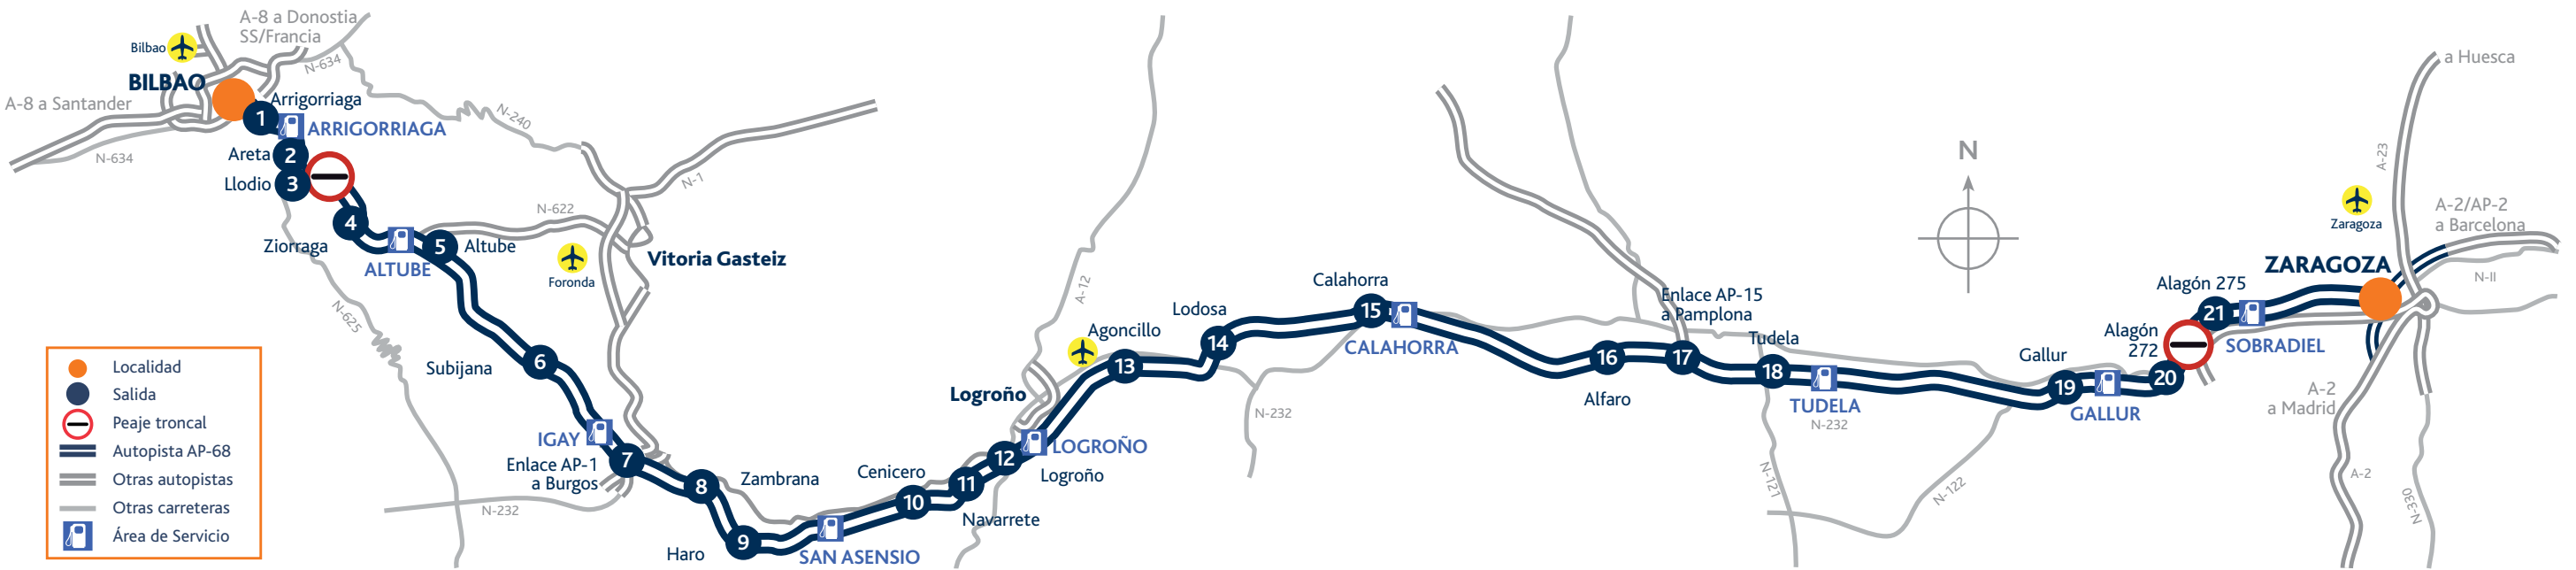 A-8 a Donostia
SS/Francia
Bilbao
BILBAO
N-634
A-8 a Santander
N-634
1
Arrigorriaga
ARRIGORRIAGA
N-240
Areta
2
Llodio
3
4
Ziorraga
ALTUBE
5
Altube
N-622
N-1
Foronda
Vitoria Gasteiz
N-625
Subijana
6
IGAY
Enlace AP-1
a Burgos
7
N-232
8
Zambrana
Haro
9
SAN ASENSIO
Cenicero
10
11
Navarrete
12
Logroño
LOGROÑO
Logroño
A-12
Agoncillo
13
Lodosa
14
N-232
Calahorra
15
CALAHORRA
16
Alfaro
Enlace AP-15
a Pamplona
17
Tudela
18
TUDELA
N-232
N-121
N-122
N
Gallur
19
GALLUR
20
Alagón
272
Alagón 275
21
SOBRADIEL
ZARAGOZA
Zaragoza
a Huesca
A-23
A-2/AP-2
a Barcelona
N-II
A-2
a Madrid
A-2
N-330
Localidad
Salida
Peaje troncal
Autopista AP-68
Otras autopistas
Otras carreteras
Área de Servicio